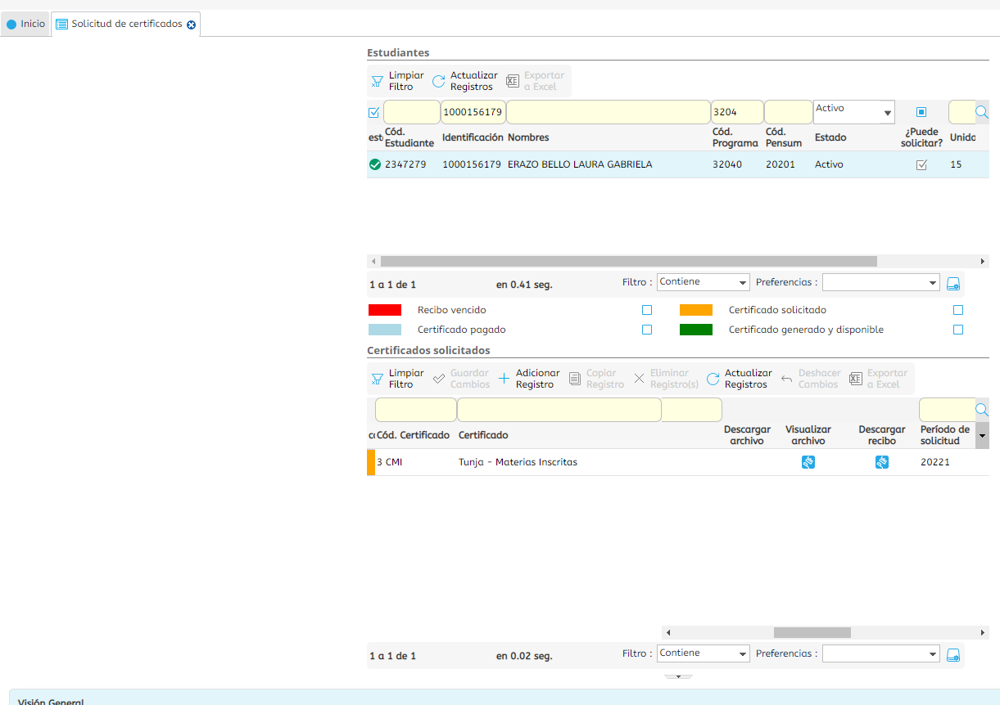 Inicio
Solicitud de certificados
Estudiantes
Limpiar Filtro
Actualizar Registros
Exportar a Excel
1000156179
3204
Activo
est
Cód. Estudiante
Identificación
Nombres
Cód. Programa
Cód. Pensum
Estado
¿Puede solicitar?
Unida
2347279
1000156179
ERAZO BELLO LAURA GABRIELA
32040
20201
Activo
15
1 a 1 de 1
en 0.41 seg.
Filtro :
Contiene
Preferencias :
Recibo vencido
Certificado solicitado
Certificado pagado
Certificado generado y disponible
Certificados solicitados
Limpiar Filtro
Guardar Cambios
Adicionar Registro
Copiar Registro
Eliminar Registro(s)
Actualizar Registros
Deshacer Cambios
Exportar a Excel
Cód. Certificado
Certificado
Descargar archivo
Visualizar archivo
Descargar recibo
Período de solicitud
3 CMI
Tunja - Materias Inscritas
20221
1 a 1 de 1
en 0.02 seg.
Filtro :
Contiene
Preferencias :
Visión General